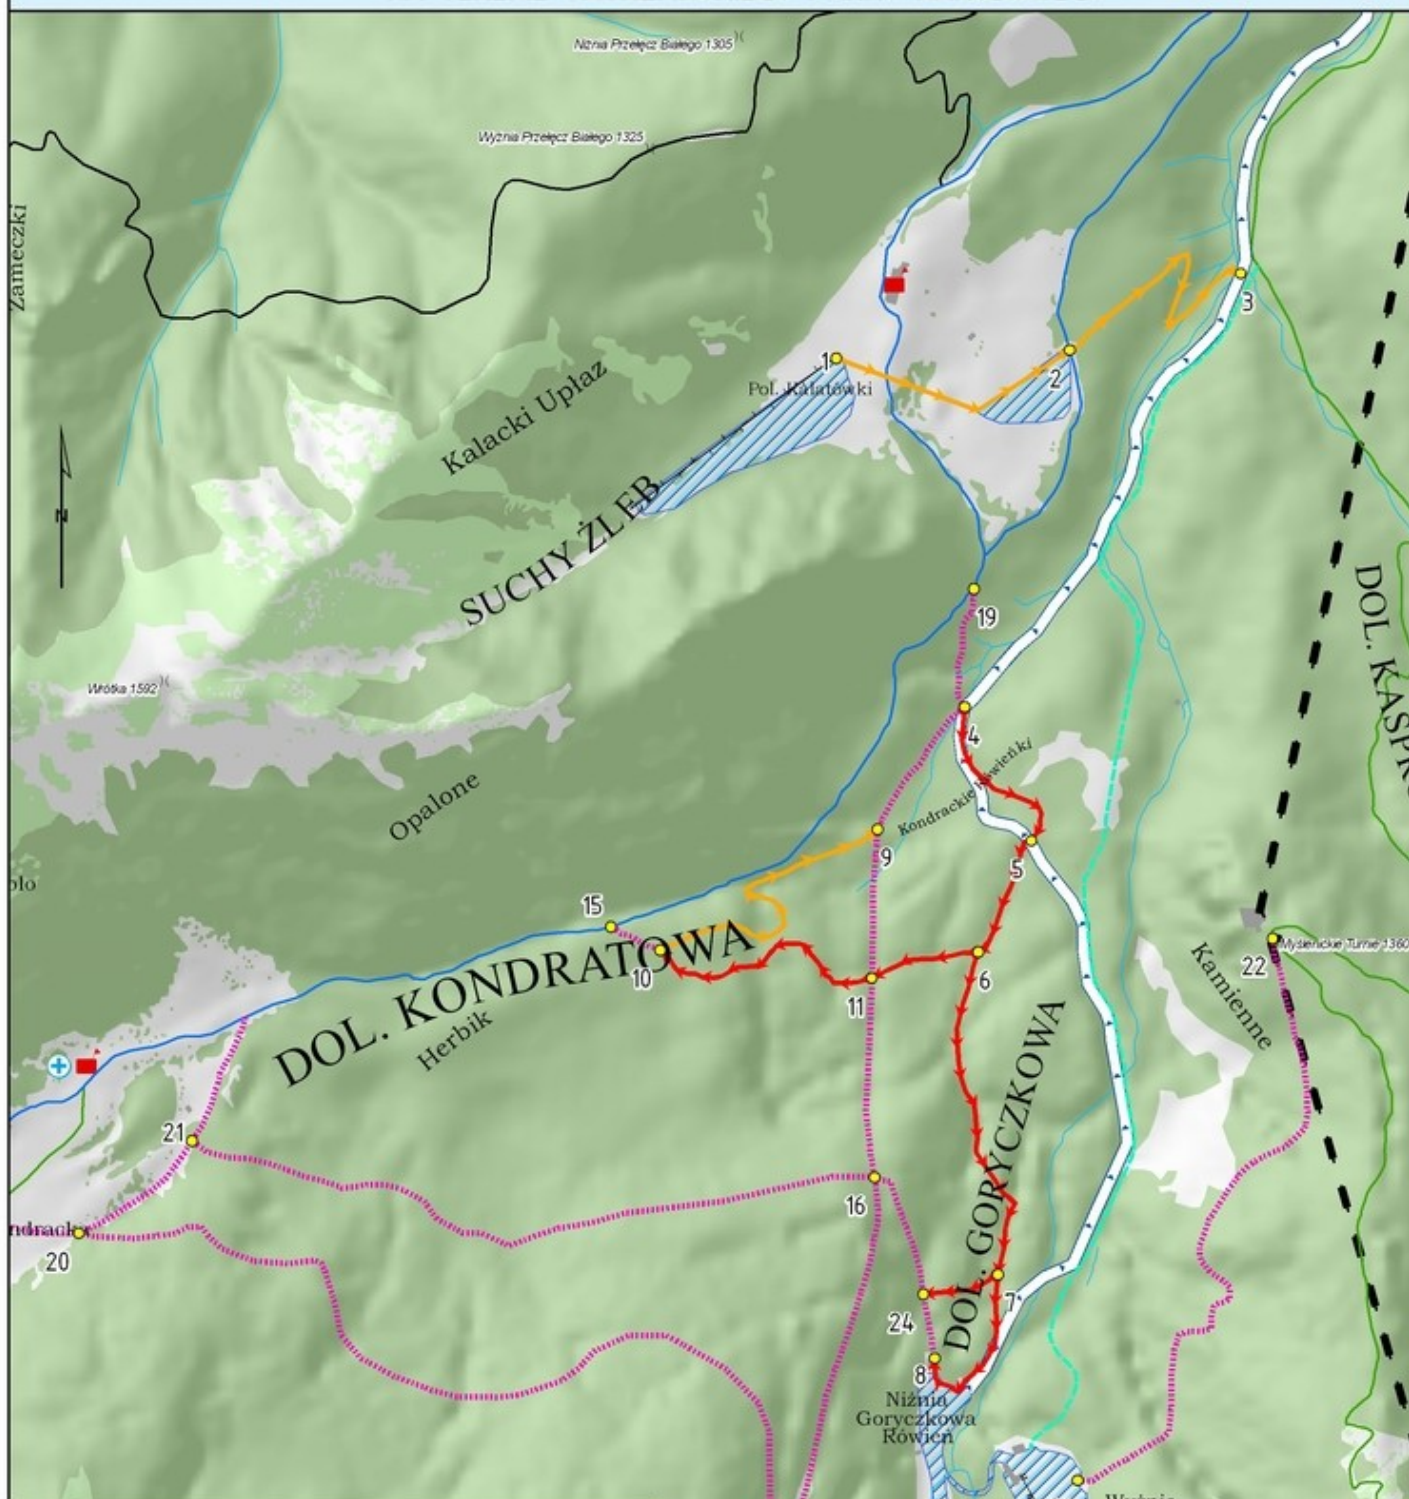 Niżnia Przełęcz Białego 1305
Wyżnia Przełęcz Białego 1325
Zameczki
3
1
Pol. Kalatówki
2
Kalacki Upłaz
SUCHY ŻLEB
N
19
DOL. KASPR
Wrótka 1592
4
Kondrackie Rówieńki
Opalone
9
5
15
DOL. KONDRATOWA
10
6
11
Herbik
Kamienne
22
Myślenickie Turnie 1360
DOL. GORYCZKOWA
21
16
20
7
24
8
Niżnia
Goryczkowa
Rówień